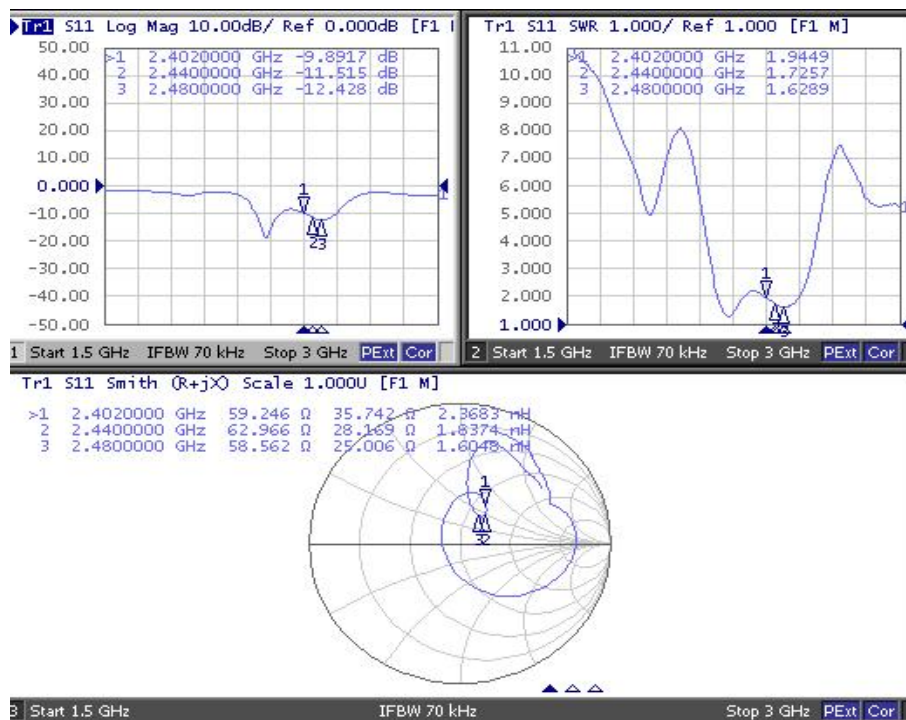 Tr1 S11 Log Mag 10.00dB/ Ref 0.000dB [F1
50.00
40.00
30.00
20.00
10.00
0.000
-10.00
-20.00
-30.00
-40.00
-50.00
>1 2.4020000 GHz -9.8917 dB
2 2.4400000 GHz -11.515 dB
3 2.4800000 GHz -12.428 dB
1
23
1 Start 1.5 GHz IFBW 70 kHz Stop 3 GHz PExt Cor
Tr1 S11 SWR 1.000/ Ref 1.000 [F1 M]
11.00
10.00
9.000
8.000
7.000
6.000
5.000
4.000
3.000
2.000
1.000
>1 2.4020000 GHz 1.9449
2 2.4400000 GHz 1.7257
3 2.4800000 GHz 1.6289
1
2 Start 1.5 GHz IFBW 70 kHz Stop 3 GHz PExt Cor
Tr1 S11 Smith (R+jX) Scale 1.000U [F1 M]
>1 2.4020000 GHz 59.246 Ω 35.742 Ω 2.3683 nH
2 2.4400000 GHz 62.966 Ω 28.169 Ω 1.8374 nH
3 2.4800000 GHz 58.562 Ω 25.006 Ω 1.6048 nH
1
3 Start 1.5 GHz IFBW 70 kHz Stop 3 GHz PExt Cor